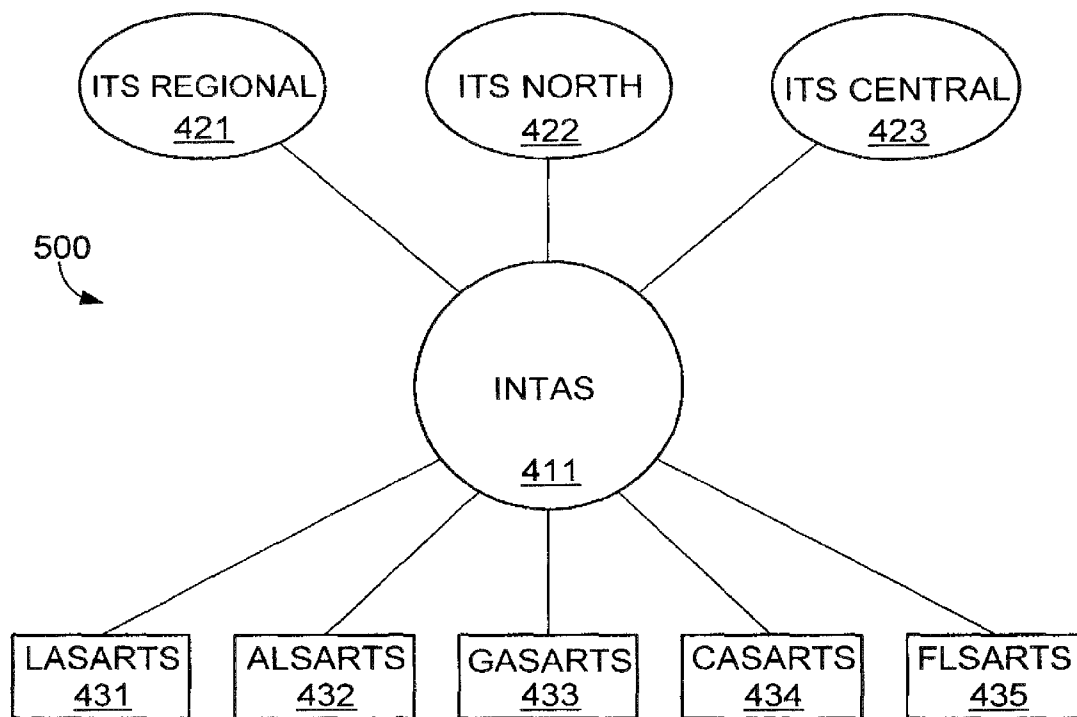 ITS REGIONAL
421
ITS NORTH
422
ITS CENTRAL
423
500
INTAS
411
LASARTS
431
ALSARTS
432
GASARTS
433
CASARTS
434
FLSARTS
435